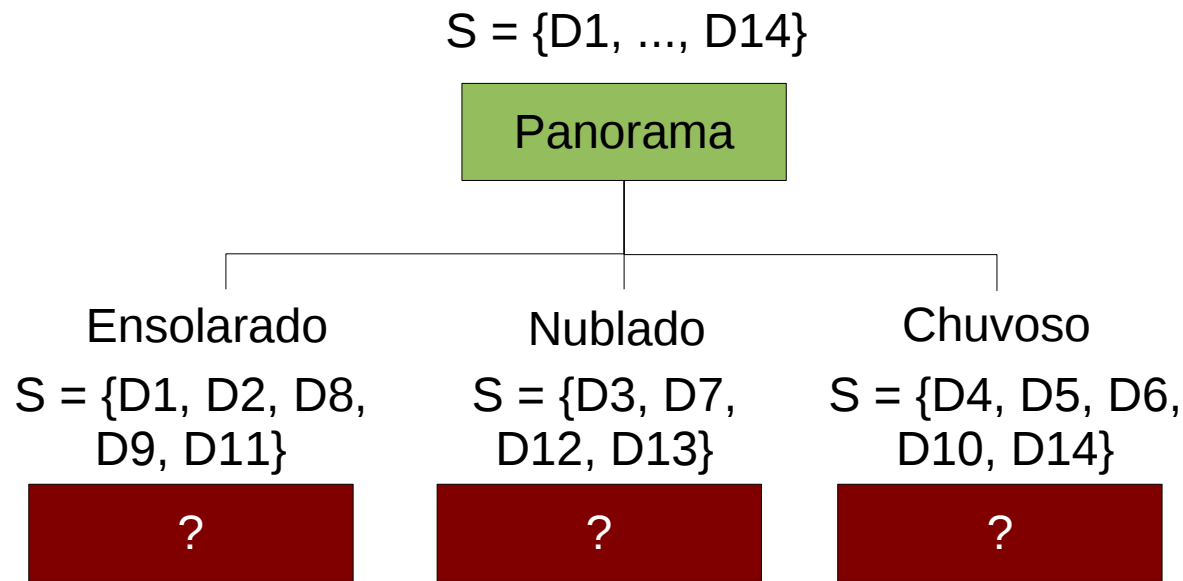 S = {D1, ..., D14}
Panorama
Ensolarado
Nublado
Chuvoso
S = {D1, D2, D8,
D9, D11}
S = {D3, D7,
D12, D13}
S = {D4, D5, D6,
D10, D14}
?
?
?